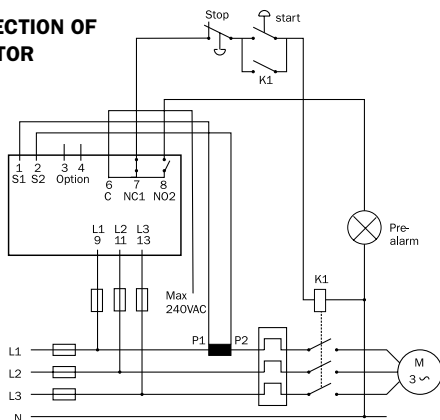 ECTION OF
TOR
Stop
start
K1
1 2 3 4
S1 S2 Option
6 7 8
C NC1 NO2
L1 L2 L3
9 11 13
Pre-
alarm
Max
240VAC
K1
P1 P2
L1
L2
L3
N
M
3 ~